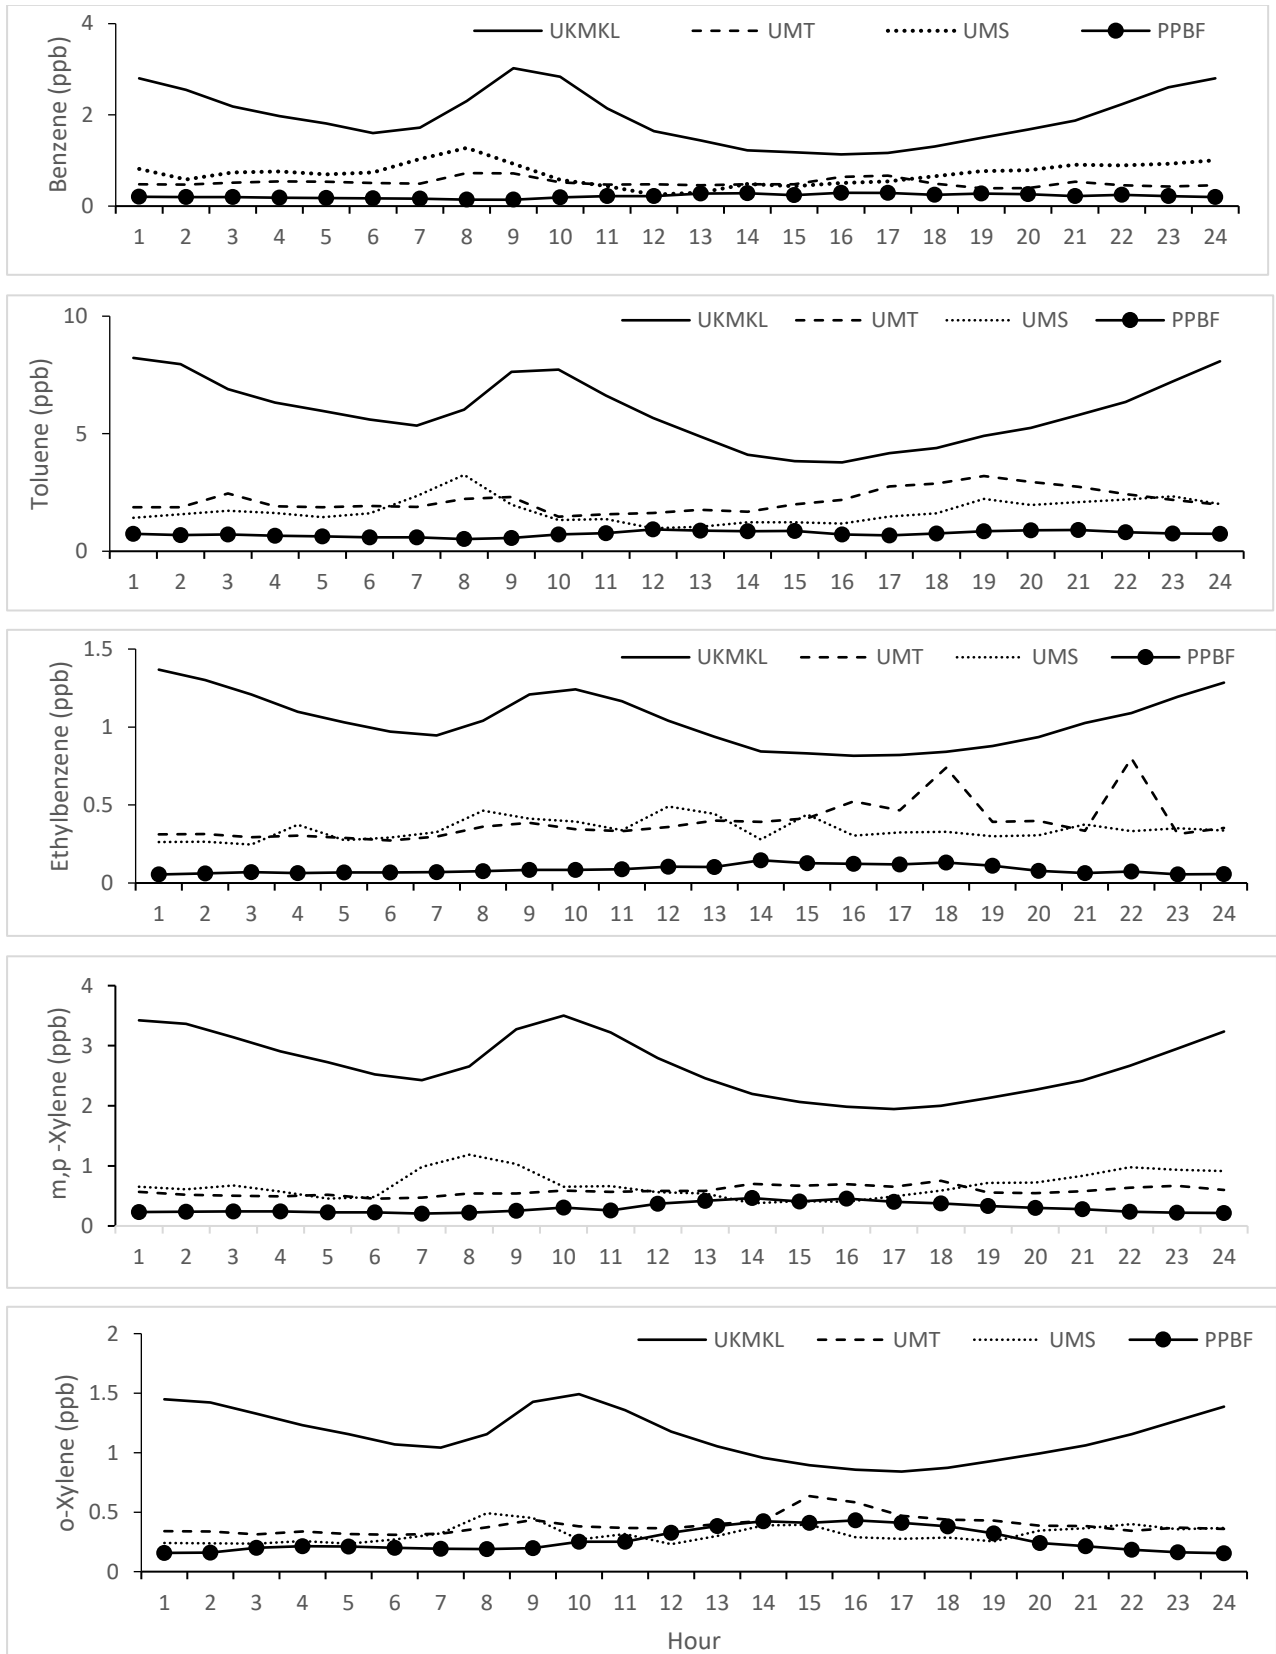 4
UKMKL UMT UMS PPBF
Benzene (ppb)
2
0
1 2 3 4 5 6 7 8 9 10 11 12 13 14 15 16 17 18 19 20 21 22 23 24
10
UKMKL UMT UMS PPBF
Toluene (ppb)
5
0
1 2 3 4 5 6 7 8 9 10 11 12 13 14 15 16 17 18 19 20 21 22 23 24
1.5
UKMKL UMT UMS PPBF
Ethylbenzene (ppb)
1
0.5
0
1 2 3 4 5 6 7 8 9 10 11 12 13 14 15 16 17 18 19 20 21 22 23 24
4
m,p -Xylene (ppb)
3
2
1
0
1 2 3 4 5 6 7 8 9 10 11 12 13 14 15 16 17 18 19 20 21 22 23 24
2
UKMKL UMT UMS PPBF
o-Xylene (ppb)
1.5
1
0.5
0
1 2 3 4 5 6 7 8 9 10 11 12 13 14 15 16 17 18 19 20 21 22 23 24
Hour